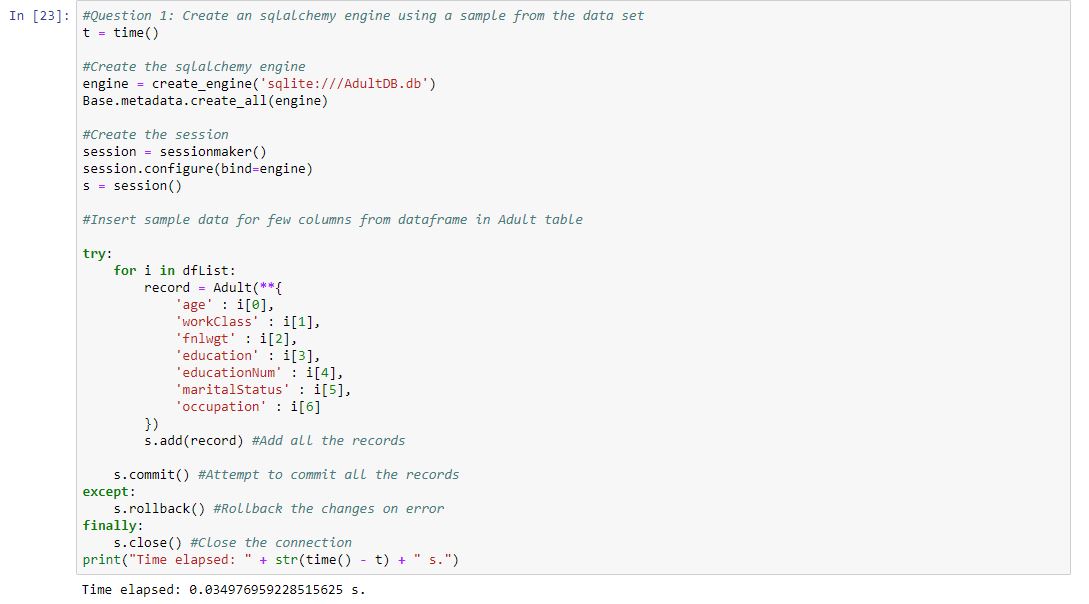 In [23]: #Question 1: Create an sqlalchemy engine using a sample from the data set
t = time()

#Create the sqlalchemy engine
engine = create_engine('sqlite:///AdultDB.db')
Base.metadata.create_all(engine)

#Create the session
session = sessionmaker()
session.configure(bind=engine)
s = session()

#Insert sample data for few columns from dataframe in Adult table

try:
    for i in dfList:
        record = Adult(**{
            'age' : i[0],
            'workClass' : i[1],
            'fnlwgt' : i[2],
            'education' : i[3],
            'educationNum' : i[4],
            'maritalStatus' : i[5],
            'occupation' : i[6]
        })
        s.add(record) #Add all the records

    s.commit() #Attempt to commit all the records
except:
    s.rollback() #Rollback the changes on error
finally:
    s.close() #Close the connection
print("Time elapsed: " + str(time() - t) + " s.")
Time elapsed: 0.034976959228515625 s.